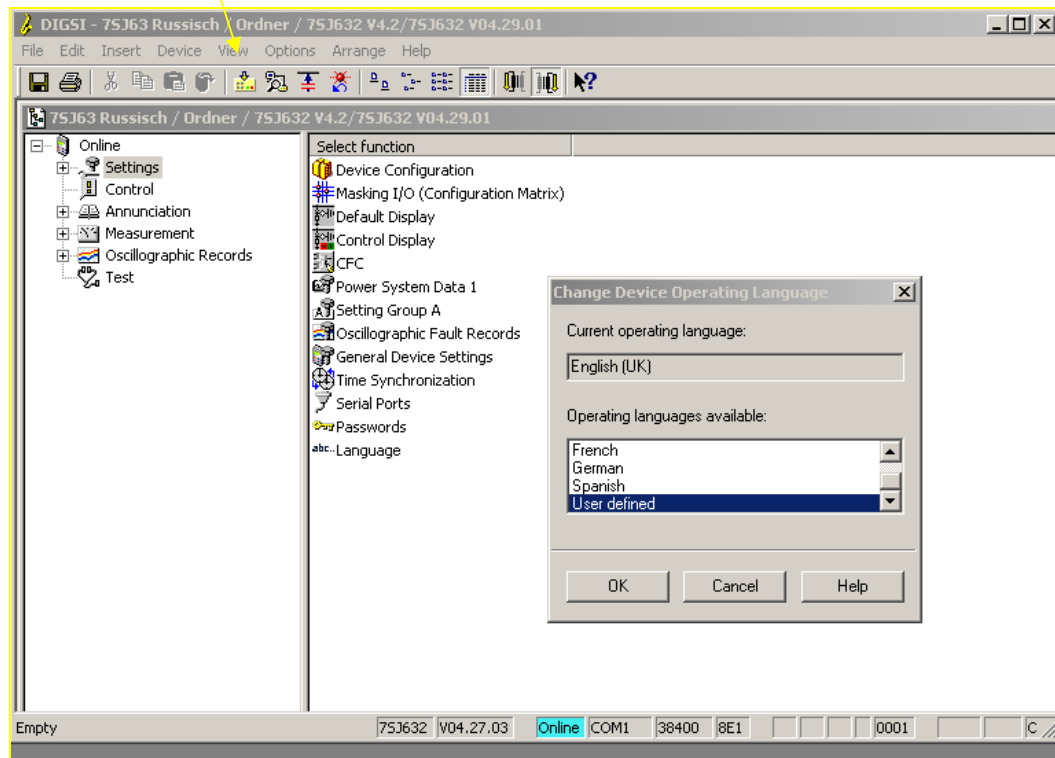 DIGSI - 7SJ63 Russisch / Ordner / 7SJ632 V4.2/7SJ632 V04.29.01
File Edit Insert Device View Options Arrange Help
7SJ63 Russisch / Ordner / 7SJ632 V4.2/7SJ632 V04.29.01
Online
Settings
Control
Annunciation
Measurement
Oscillographic Records
Test
Select function
Device Configuration
Masking I/O (Configuration Matrix)
Default Display
Control Display
CFC
Power System Data 1
Setting Group A
Oscillographic Fault Records
General Device Settings
Time Synchronization
Serial Ports
Passwords
abc.. Language
Change Device Operating Language
Current operating language:
English (UK)
Operating languages available:
French
German
Spanish
User defined
OK Cancel Help
Empty 7SJ632 V04.27.03 Online COM1 38400 8E1 0001 C